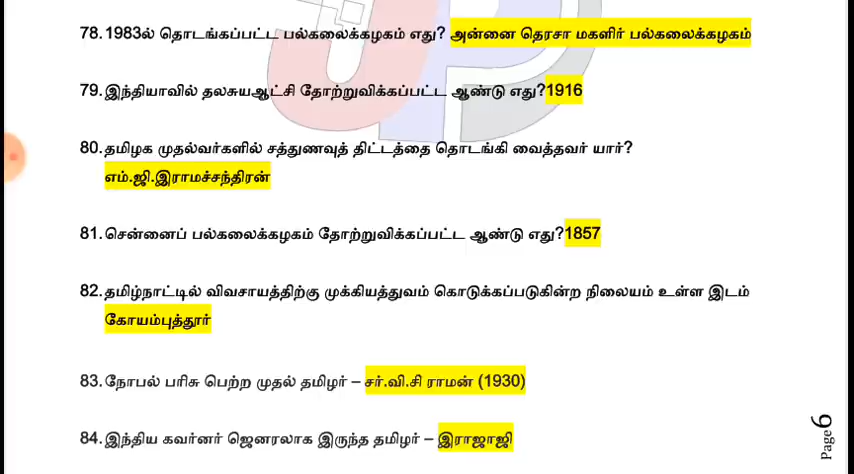 78. 1983ல் தொடங்கப்பட்ட பல்கலைக்கழகம் எது? அன்னை தெரசா மகளிர் பல்கலைக்கழகம்
79. இந்தியாவில் தலசுயஆட்சி தோற்றுவிக்கப்பட்ட ஆண்டு எது?1916
80. தமிழக முதல்வர்களில் சத்துணவுத் திட்டத்தை தொடங்கி வைத்தவர் யார்?
எம்.ஜி.இராமச்சந்திரன்
81. சென்னைப் பல்கலைக்கழகம் தோற்றுவிக்கப்பட்ட ஆண்டு எது?1857
82. தமிழ்நாட்டில் விவசாயத்திற்கு முக்கியத்துவம் கொடுக்கப்படுகின்ற நிலையம் உள்ள இடம்
கோயம்புத்தூர்
83. நோபல் பரிசு பெற்ற முதல் தமிழர் – சர்.வி.சி ராமன் (1930)
84. இந்திய கவர்னர் ஜெனரலாக இருந்த தமிழர் – இராஜாஜி
Page 6